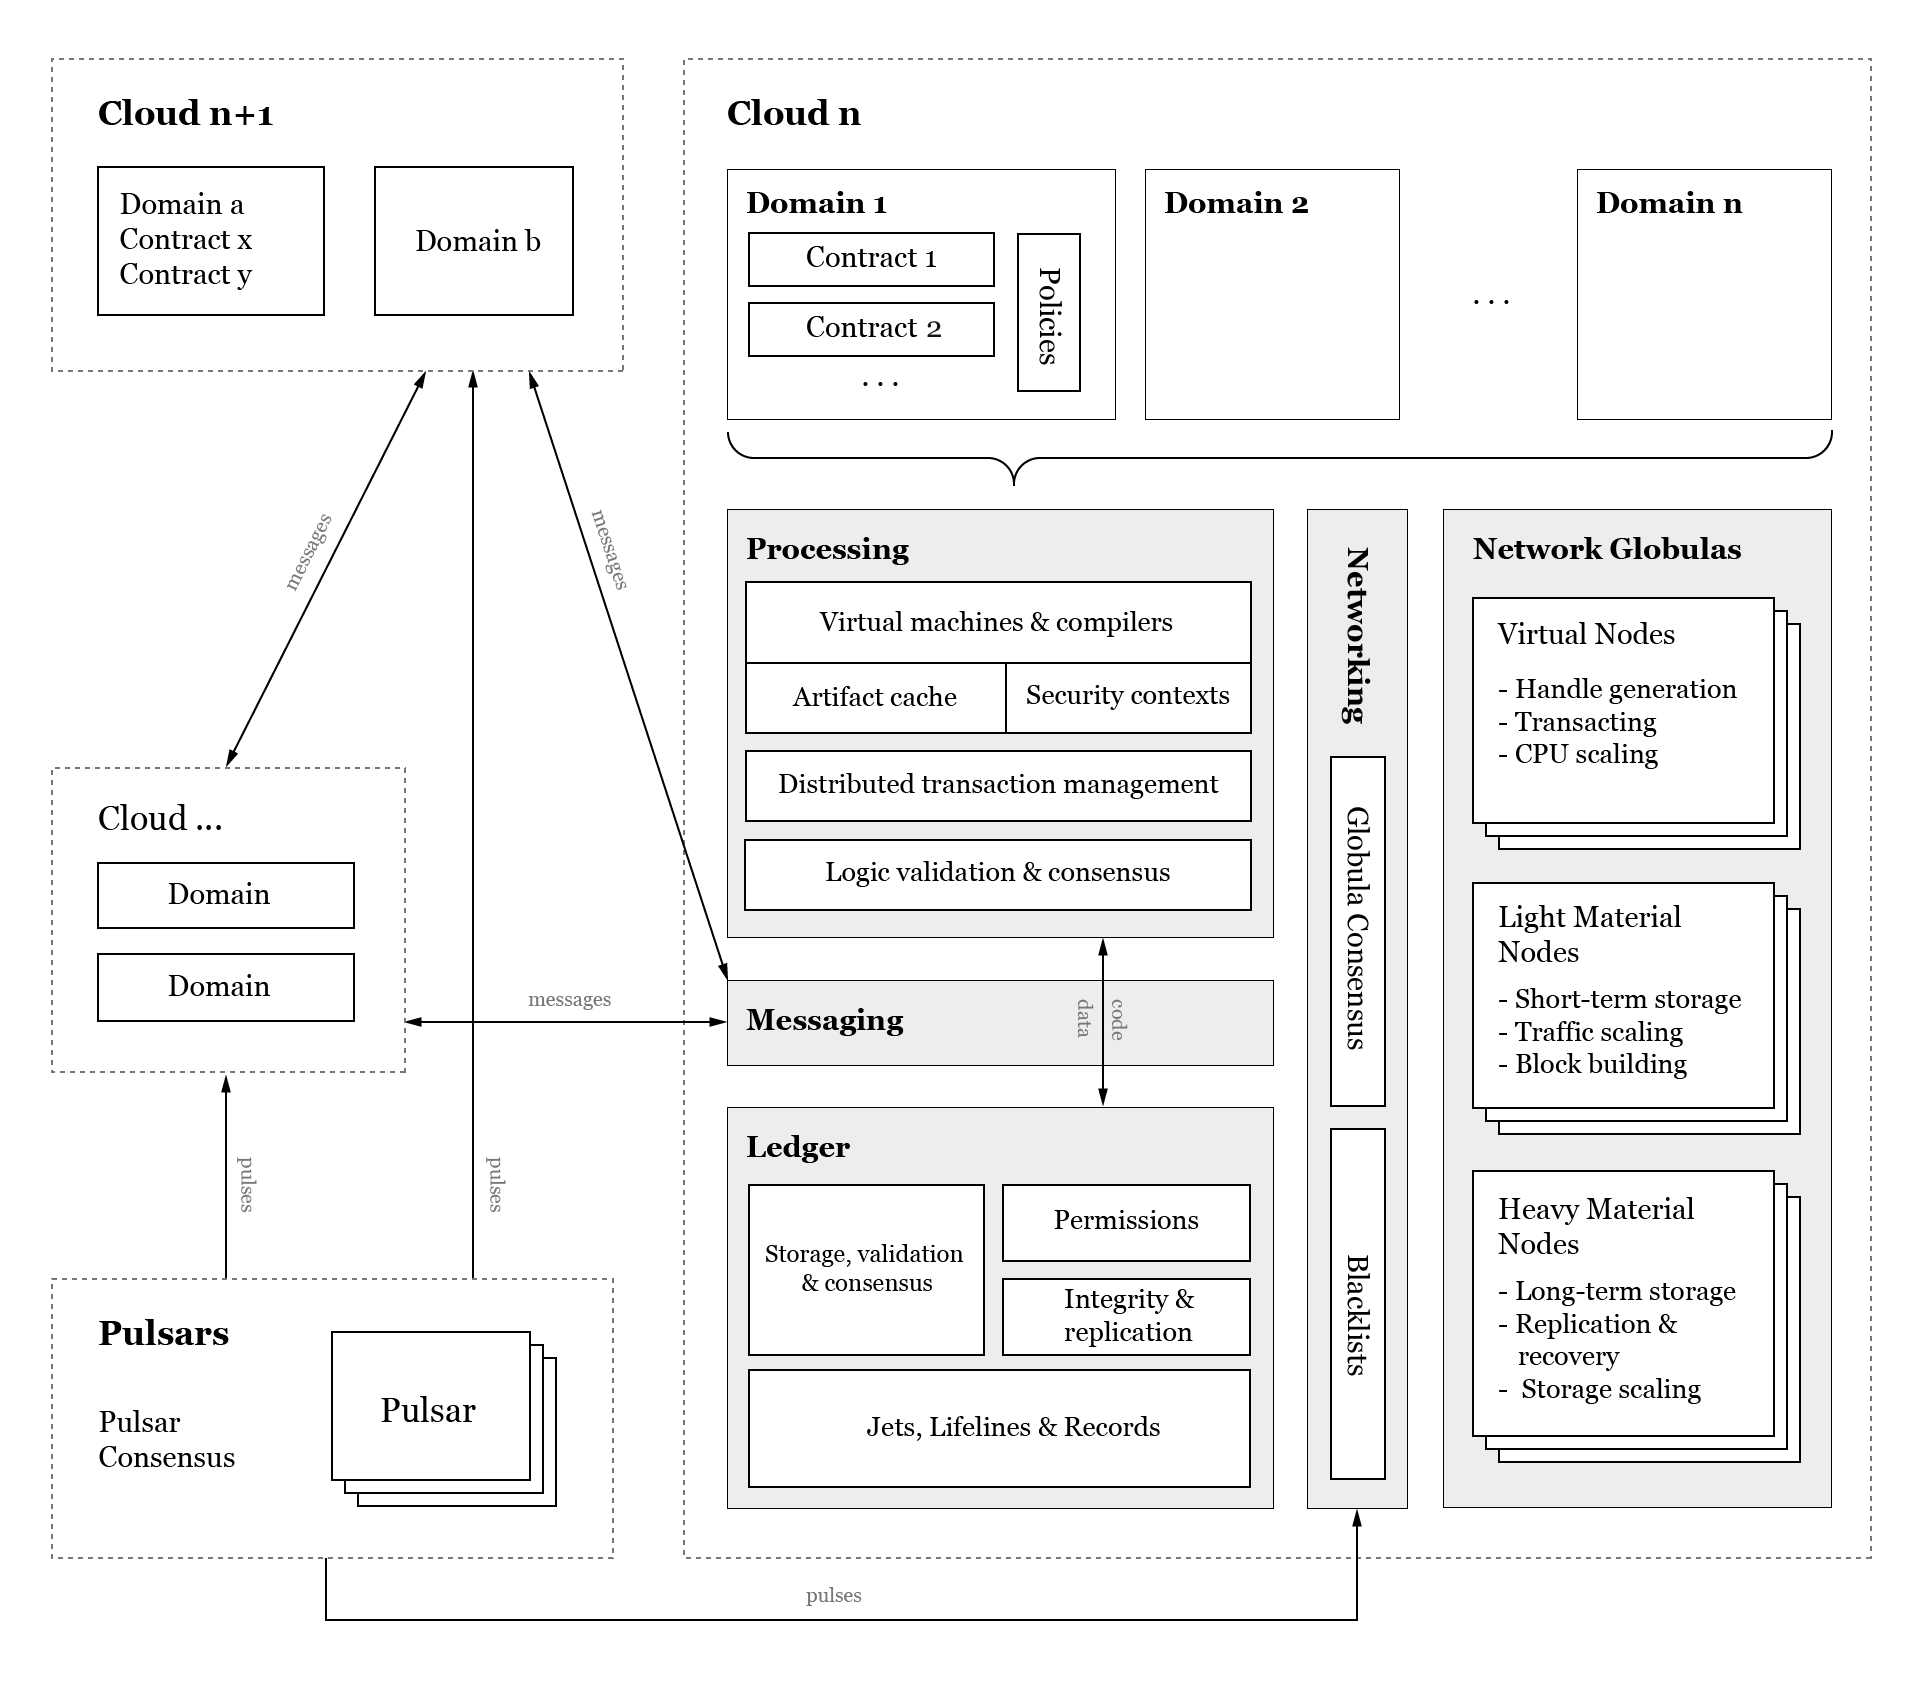 Cloud n+1
Domain a
Contract x
Contract y
Domain b
Cloud n
Domain 1
Contract 1
Contract 2
. . .
Policies
Domain 2
. . .
Domain n
messages
messages
Processing
Virtual machines & compilers
Artifact cache
Security contexts
Distributed transaction management
Logic validation & consensus
Networking
Globula Consensus
Blacklists
Network Globulas
Virtual Nodes
- Handle generation
- Transacting
- CPU scaling
Light Material
Nodes
- Short-term storage
- Traffic scaling
- Block building
Heavy Material
Nodes
- Long-term storage
- Replication &
recovery
- Storage scaling
Cloud ...
Domain
Domain
messages
Messaging
data
code
Ledger
Storage, validation
& consensus
Permissions
Integrity &
replication
Jets, Lifelines & Records
pulses
pulses
Pulsars
Pulsar
Consensus
Pulsar
pulses